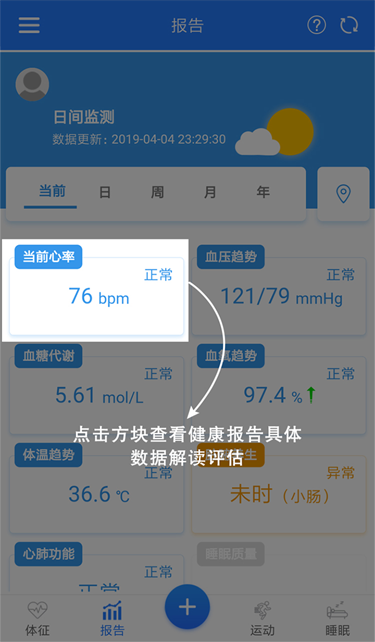 报告
日间监测
数据更新：2019-04-04 23:29:30
当前 日 周 月 年
当前心率 血压趋势
正常 正常
76 bpm 121/79 mmHg
血糖代谢 血氧趋势
正常 正常
5.61 mol/L 97.4 %
点击方块查看健康报告具体
数据解读评估
体温趋势
正常 异常
36.6 ℃ 未时（小肠）
心肺功能 睡眠质量
正常
正常
体征 报告 运动 睡眠